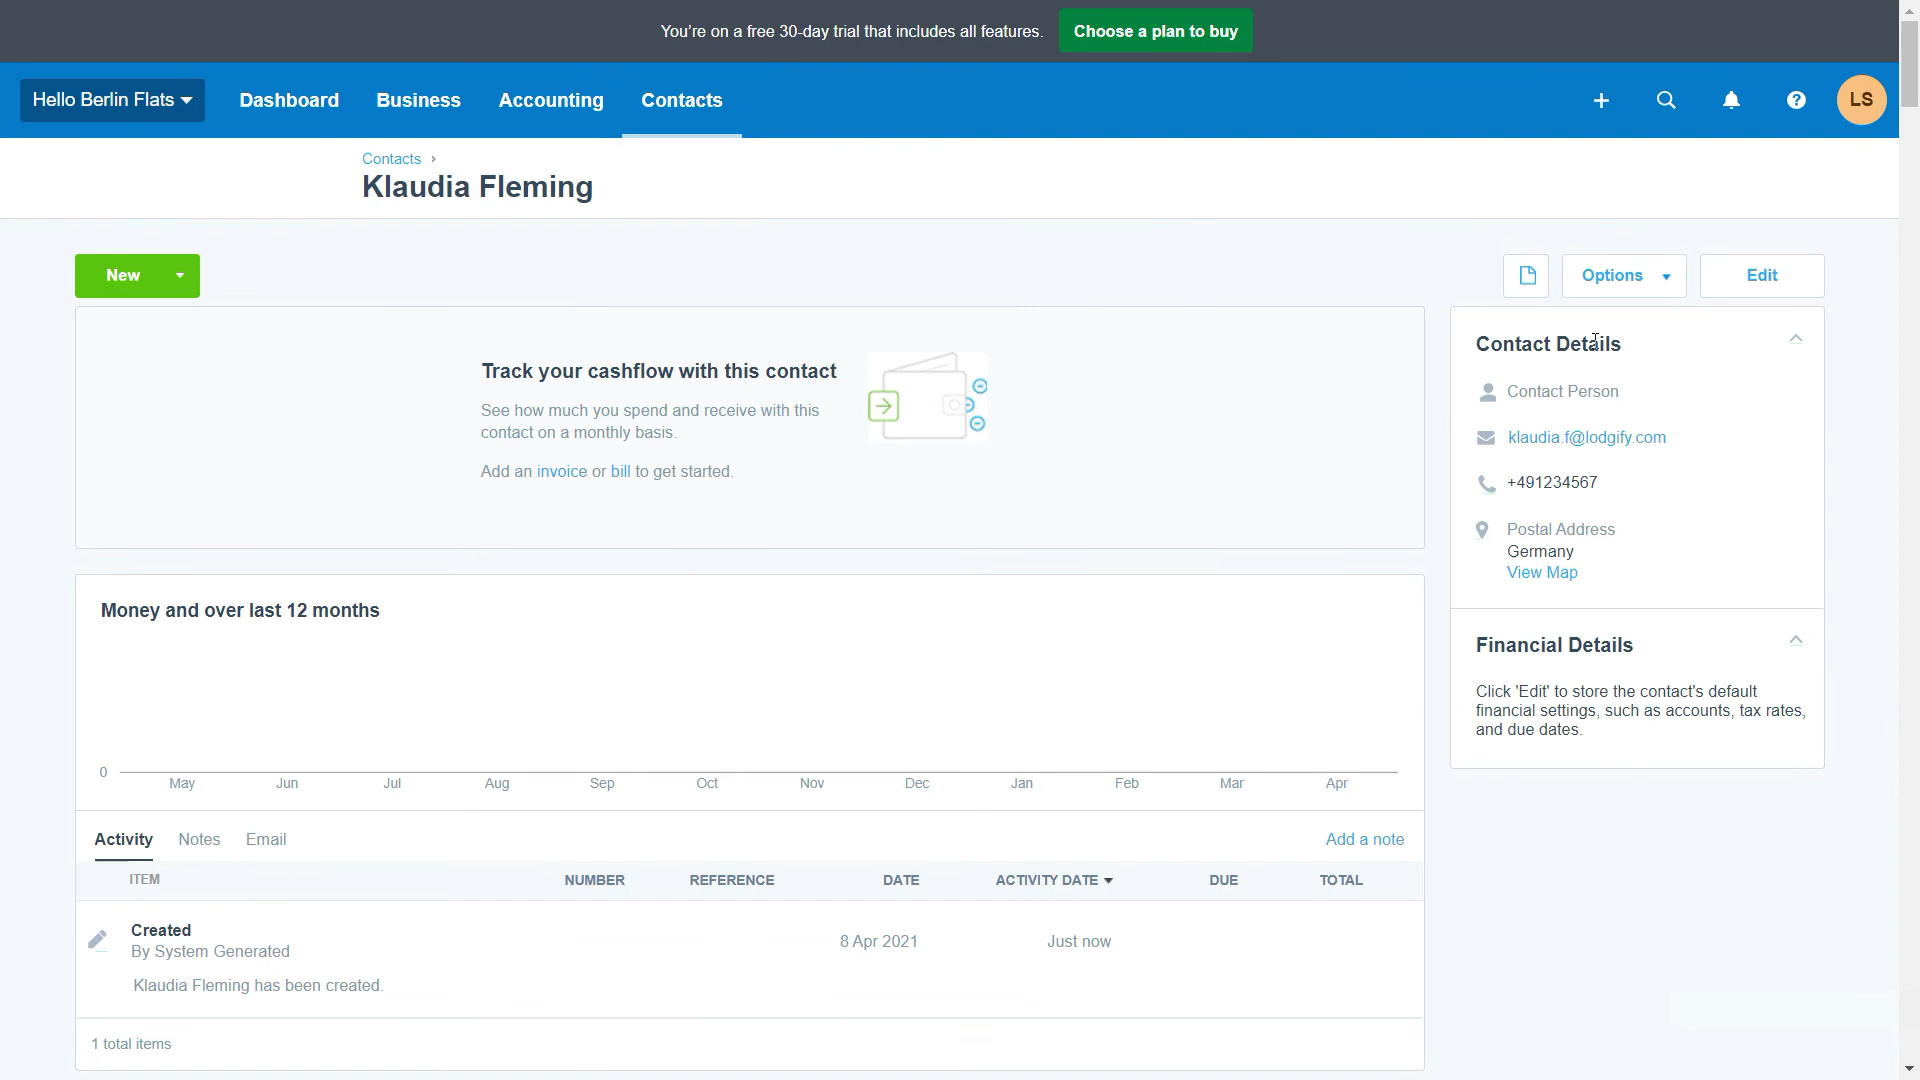 You're on a free 30-day trial that includes all features.
Choose a plan to buy
Hello Berlin Flats
Dashboard
Business
Accounting
Contacts
LS
Contacts
Klaudia Fleming
New
Options
Edit
Track your cashflow with this contact
See how much you spend and receive with this
contact on a monthly basis.
Add an invoice or bill to get started.
Contact Details
Contact Person
klaudia.f@lodgify.com
+491234567
Postal Address
Germany
View Map
Financial Details
Click 'Edit' to store the contact's default
financial settings, such as accounts, tax rates,
and due dates.
Money and over last 12 months
0
May Jun Jul Aug Sep Oct Nov Dec Jan Feb Mar Apr
Activity Notes Email
Add a note
ITEM NUMBER REFERENCE DATE ACTIVITY DATE DUE TOTAL
Created
By System Generated
8 Apr 2021
Just now
Klaudia Fleming has been created.
1 total items